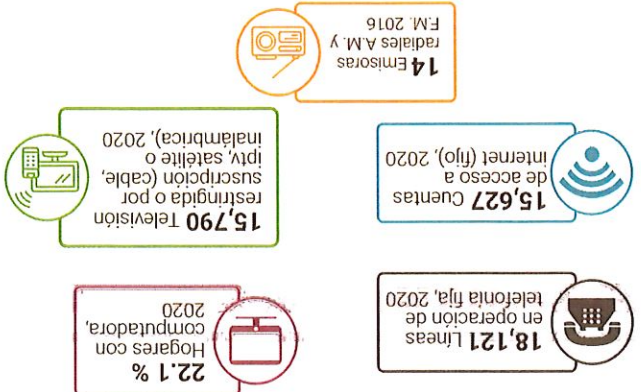 18,121 Líneas
en operación de
telefonía fija, 2020
22.1 %
Hogares con
computadora,
2020
15,627 Cuentas
de acceso a
internet (fijo), 2020
15,790 Televisión
restringida o por
suscripción (cable,
iptv, satélite o
inalámbrica), 2020
14 Emisoras
radiales A.M. y
F.M. 2016